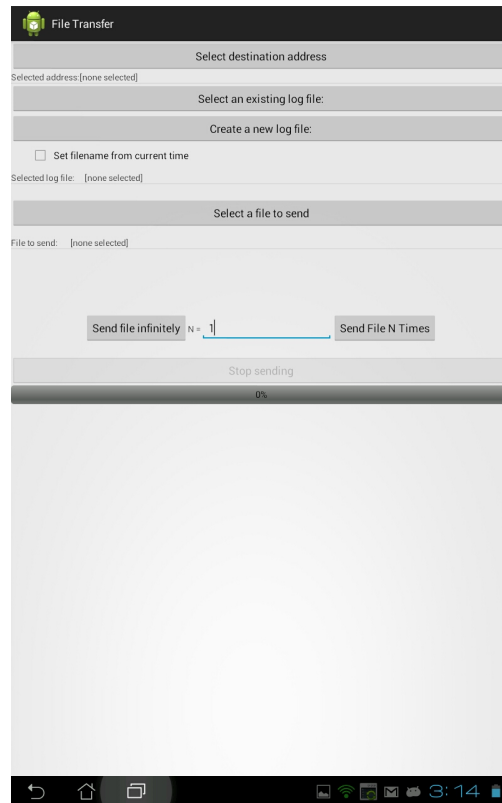 File Transfer
Select destination address
Selected address:[none selected]
Select an existing log file:
Create a new log file:
Set filename from current time
Selected log file: [none selected]
Select a file to send
File to send: [none selected]
Send file infinitely N = 1 Send File N Times
Stop sending
0%
3:14